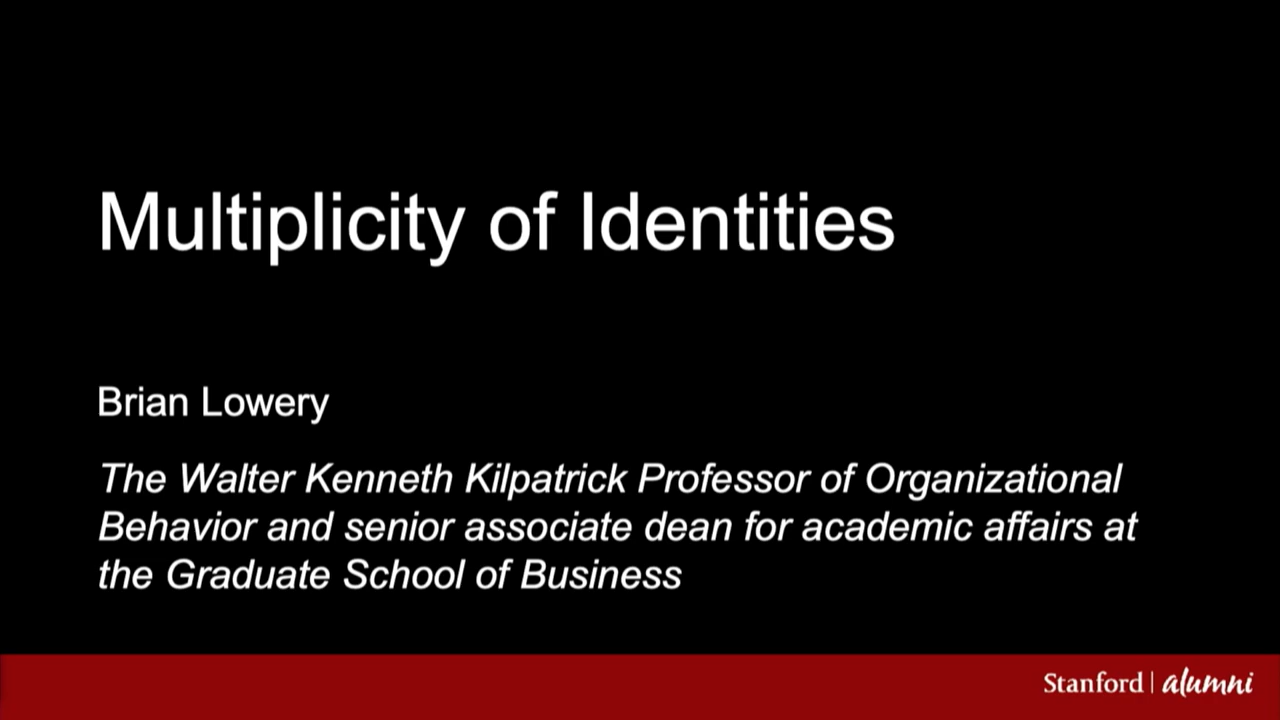 Multiplicity of Identities
Brian Lowery
The Walter Kenneth Kilpatrick Professor of Organizational
Behavior and senior associate dean for academic affairs at
the Graduate School of Business
Stanford | alumni